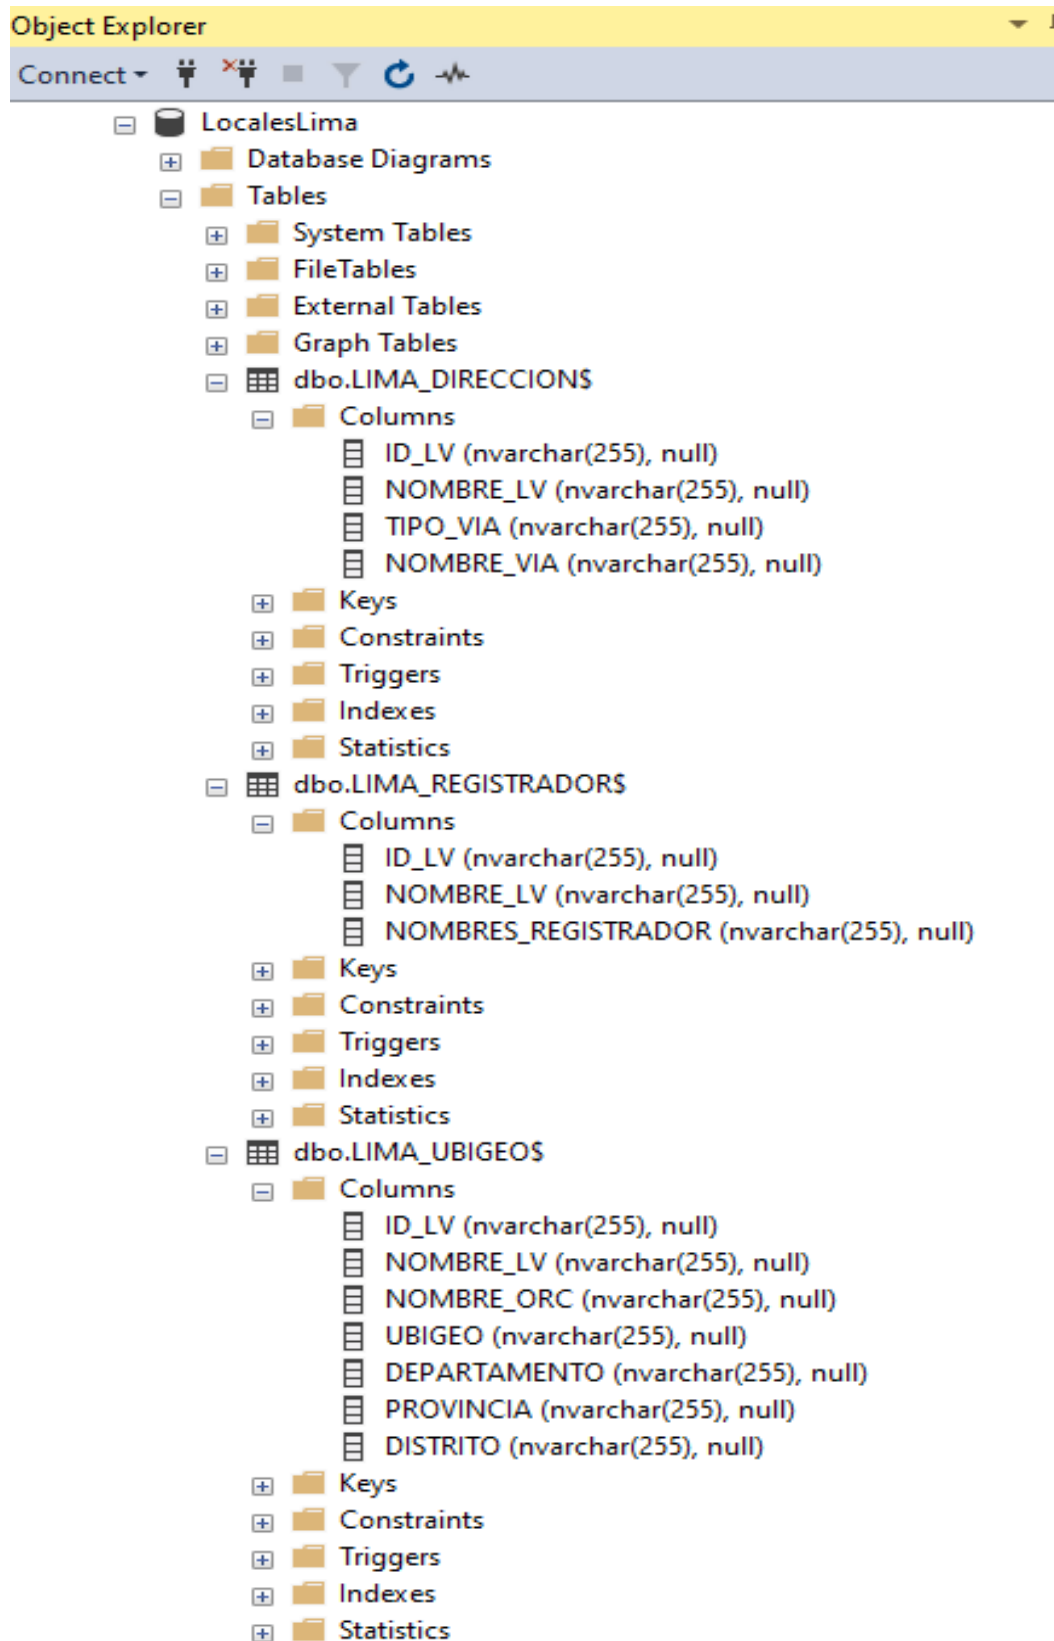 Object Explorer
Connect
LocalesLima
Database Diagrams
Tables
System Tables
FileTables
External Tables
Graph Tables
dbo.LIMA_DIRECCION$
Columns
ID_LV (nvarchar(255), null)
NOMBRE_LV (nvarchar(255), null)
TIPO_VIA (nvarchar(255), null)
NOMBRE_VIA (nvarchar(255), null)
Keys
Constraints
Triggers
Indexes
Statistics
dbo.LIMA_REGISTRADOR$
Columns
ID_LV (nvarchar(255), null)
NOMBRE_LV (nvarchar(255), null)
NOMBRES_REGISTRADOR (nvarchar(255), null)
Keys
Constraints
Triggers
Indexes
Statistics
dbo.LIMA_UBIGEO$
Columns
ID_LV (nvarchar(255), null)
NOMBRE_LV (nvarchar(255), null)
NOMBRE_ORC (nvarchar(255), null)
UBIGEO (nvarchar(255), null)
DEPARTAMENTO (nvarchar(255), null)
PROVINCIA (nvarchar(255), null)
DISTRITO (nvarchar(255), null)
Keys
Constraints
Triggers
Indexes
Statistics